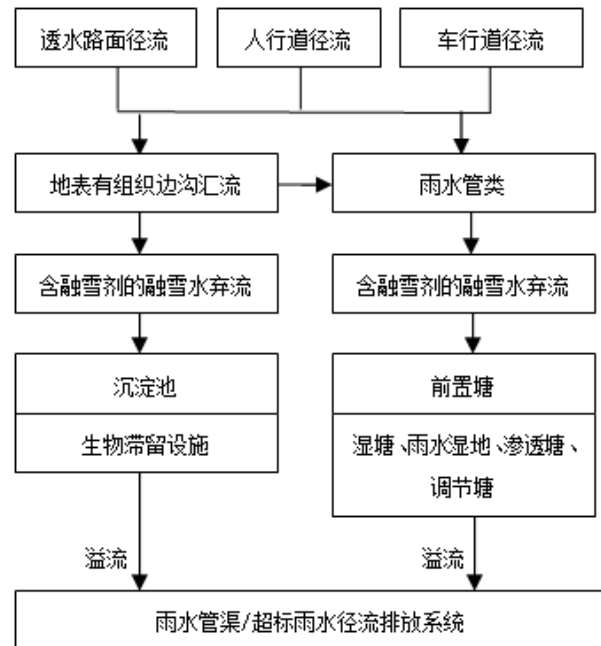 透水路面径流
人行道径流
车行道径流
地表有组织边沟汇流
雨水管类
含融雪剂的融雪水弃流
含融雪剂的融雪水弃流
沉淀池
前置塘
生物滞留设施
湿塘、雨水湿地、渗透塘、
调节塘
溢流
溢流
雨水管渠/超标雨水径流排放系统